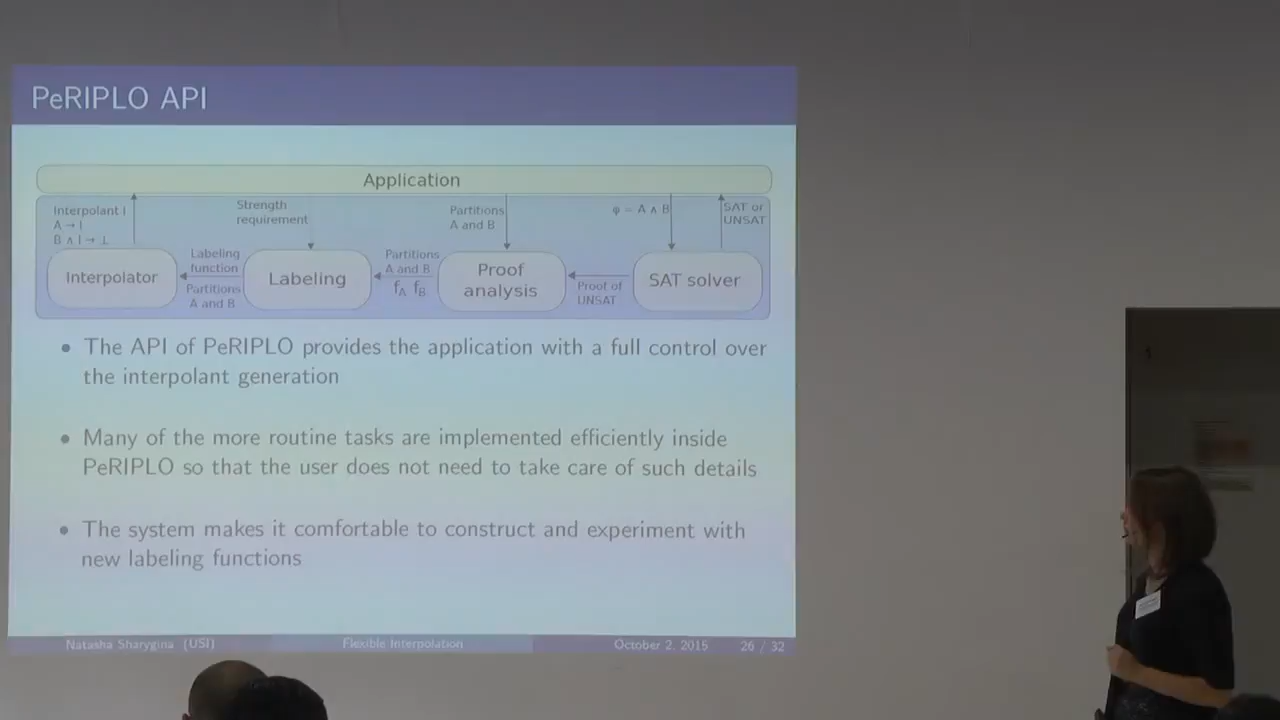 PeRIPLO API
Application
Interpolant I
A → I
B ∧ I → ⊥
Strength
requirement
Partitions
A and B
φ = A ∧ B
SAT or
UNSAT
Interpolator
Labeling
function
Partitions
A and B
Labeling
Partitions
A and B
f_A f_B
Proof
analysis
Proof of
UNSAT
SAT solver
• The API of PeRIPLO provides the application with a full control over
the interpolant generation
• Many of the more routine tasks are implemented efficiently inside
PeRIPLO so that the user does not need to take care of such details
• The system makes it comfortable to construct and experiment with
new labeling functions
Natasha Sharygina (USI) Flexible Interpolation October 2, 2015 26 / 32